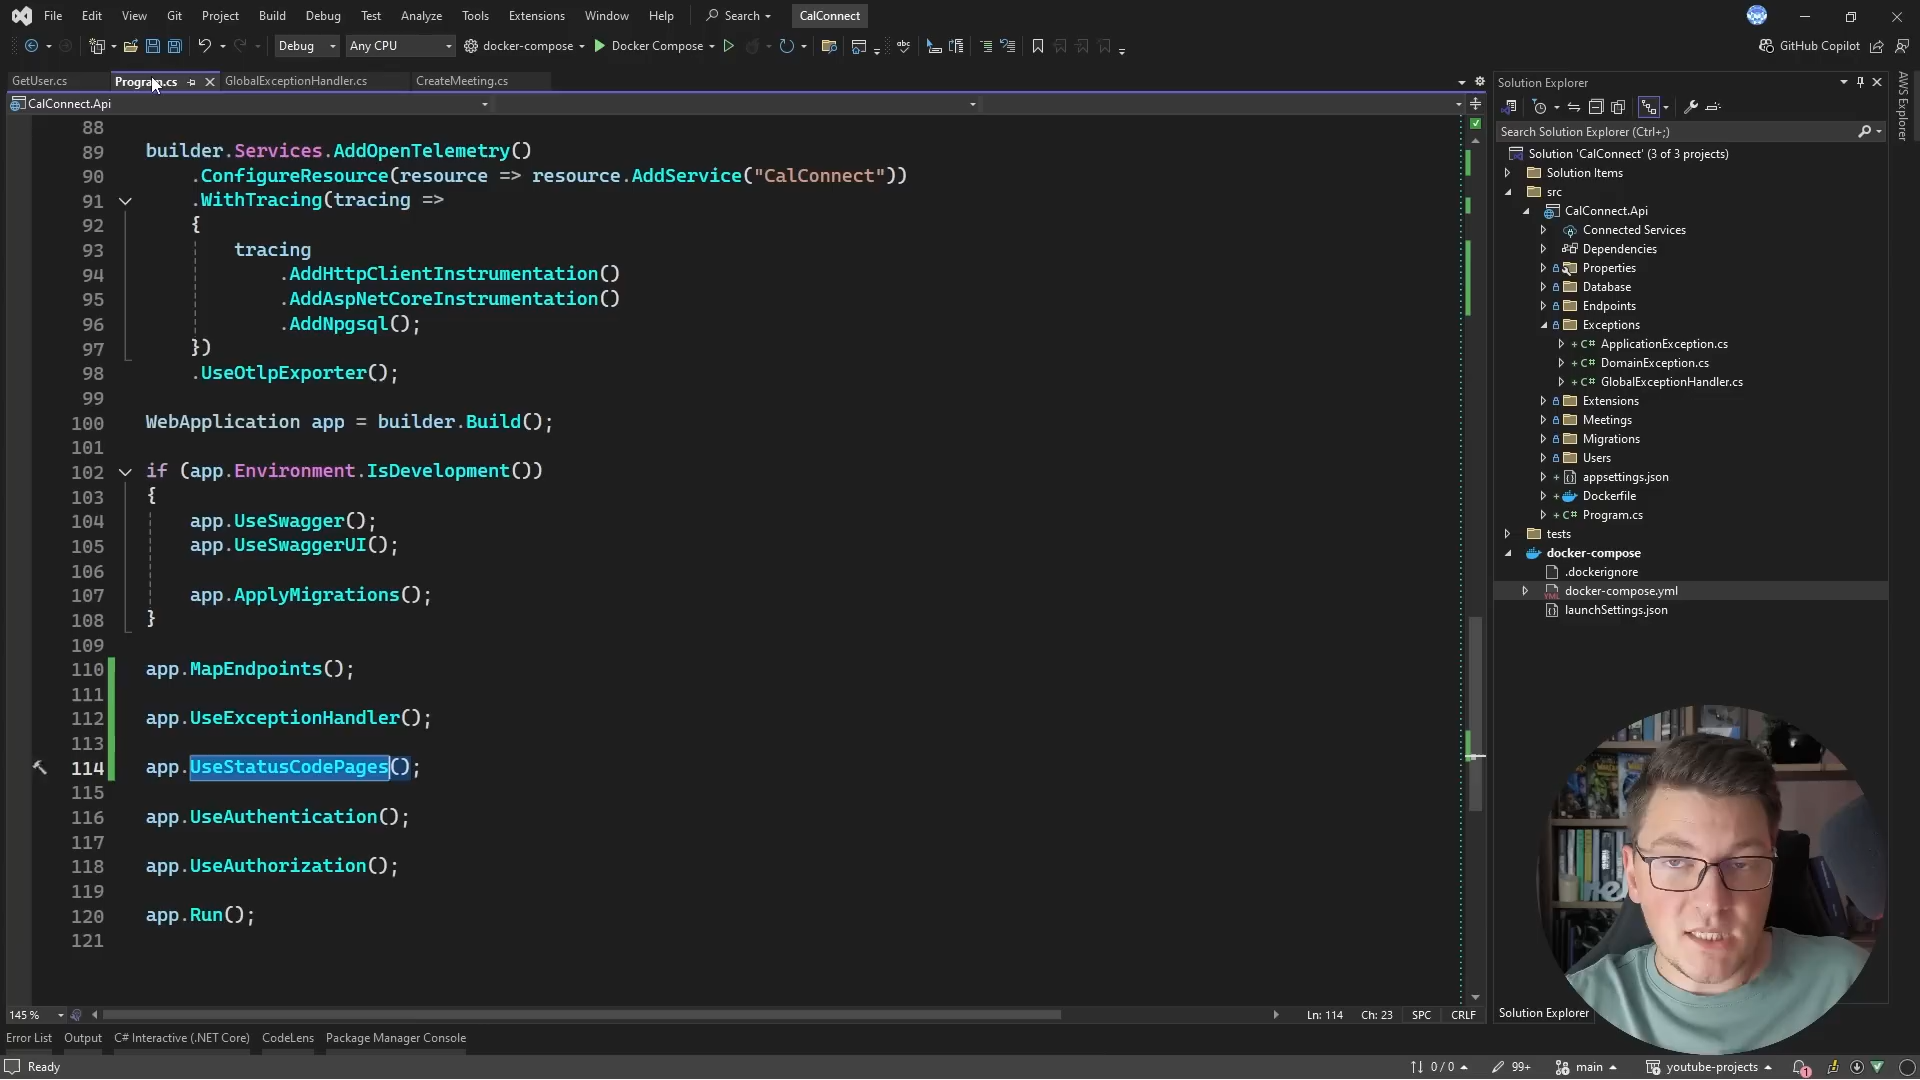 File Edit View Git Project Build Debug Test Analyze Tools Extensions Window Help Search CalConnect
Debug Any CPU docker-compose Docker Compose GitHub Copilot
GetUser.cs Program.cs GlobalExceptionHandler.cs CreateMeeting.cs
CalConnect.Api
88
89 builder.Services.AddOpenTelemetry()
90 .ConfigureResource(resource => resource.AddService("CalConnect"))
91 .WithTracing(tracing =>
92 {
93 tracing
94 .AddHttpClientInstrumentation()
95 .AddAspNetCoreInstrumentation()
96 .AddNpgsql();
97 })
98 .UseOtlpExporter();
99
100 WebApplication app = builder.Build();
101
102 if (app.Environment.IsDevelopment())
103 {
104 app.UseSwagger();
105 app.UseSwaggerUI();
106
107 app.ApplyMigrations();
108 }
109
110 app.MapEndpoints();
111
112 app.UseExceptionHandler();
113
114 app.UseStatusCodePages();
115
116 app.UseAuthentication();
117
118 app.UseAuthorization();
119
120 app.Run();
121
145 % Ln: 114 Ch: 23 SPC CRLF
Error List Output C# Interactive (.NET Core) CodeLens Package Manager Console
Ready 0 / 0 99+ main youtube-projects 1
Solution Explorer
Search Solution Explorer (Ctrl+;)
Solution 'CalConnect' (3 of 3 projects)
Solution Items
src
CalConnect.Api
Connected Services
Dependencies
Properties
Database
Endpoints
Exceptions
C# ApplicationException.cs
C# DomainException.cs
C# GlobalExceptionHandler.cs
Extensions
Meetings
Migrations
Users
appsettings.json
Dockerfile
C# Program.cs
tests
docker-compose
.dockerignore
YML docker-compose.yml
launchSettings.json
Solution Explorer
AWS Explorer